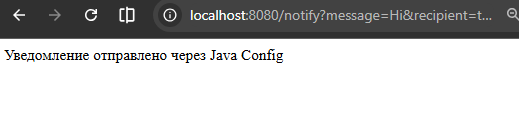 localhost:8080/notify?message=Hi&recipient=t...
Уведомление отправлено через Java Config